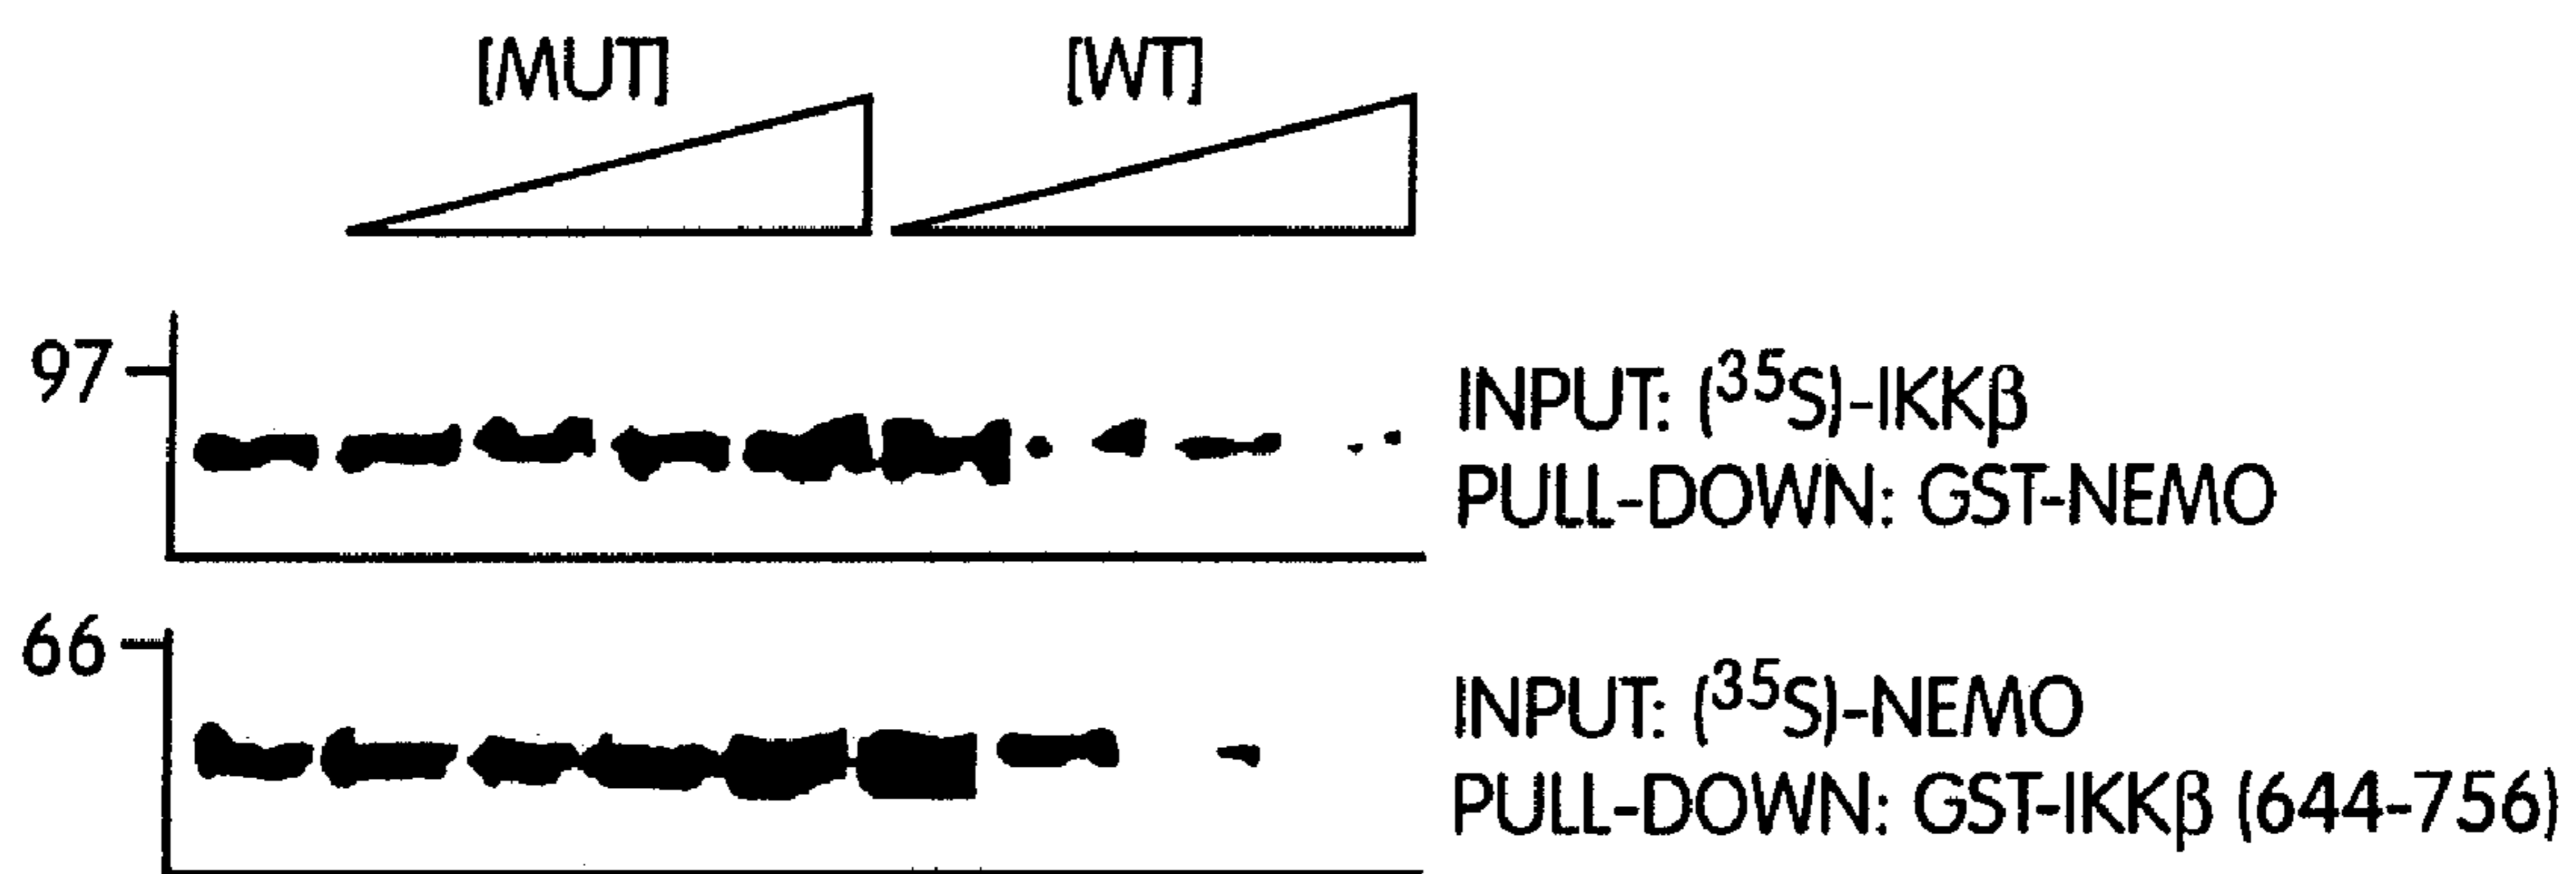 [MUT]
[WT]
97
INPUT: (³⁵S)-IKKβ
PULL-DOWN: GST-NEMO
66
INPUT: (³⁵S)-NEMO
PULL-DOWN: GST-IKKβ (644-756)